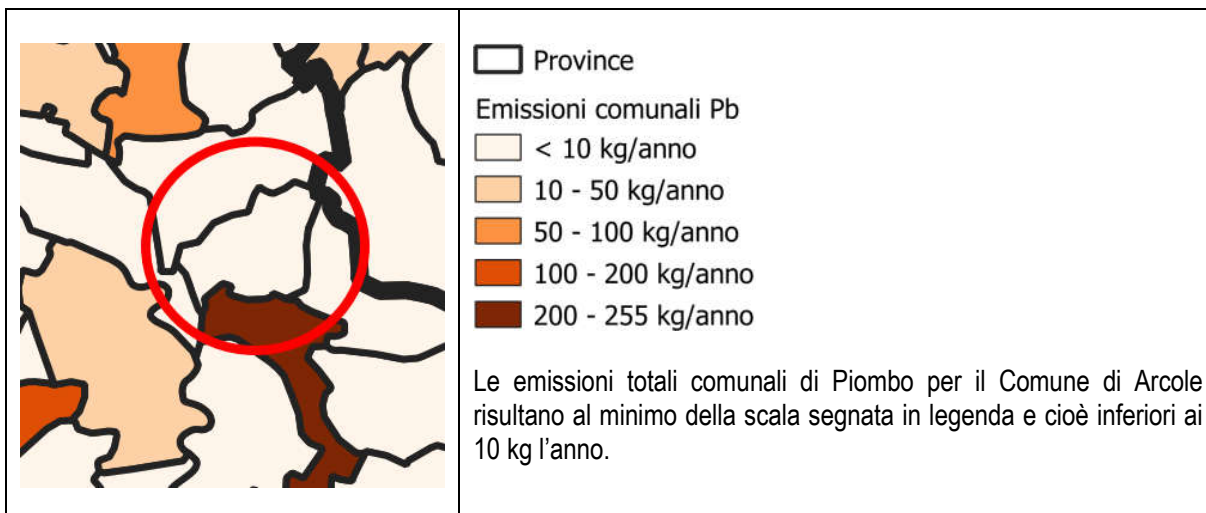 Province
Emissioni comunali Pb
< 10 kg/anno
10 - 50 kg/anno
50 - 100 kg/anno
100 - 200 kg/anno
200 - 255 kg/anno
Le emissioni totali comunali di Piombo per il Comune di Arcole
risultano al minimo della scala segnata in legenda e cioè inferiori ai
10 kg l’anno.